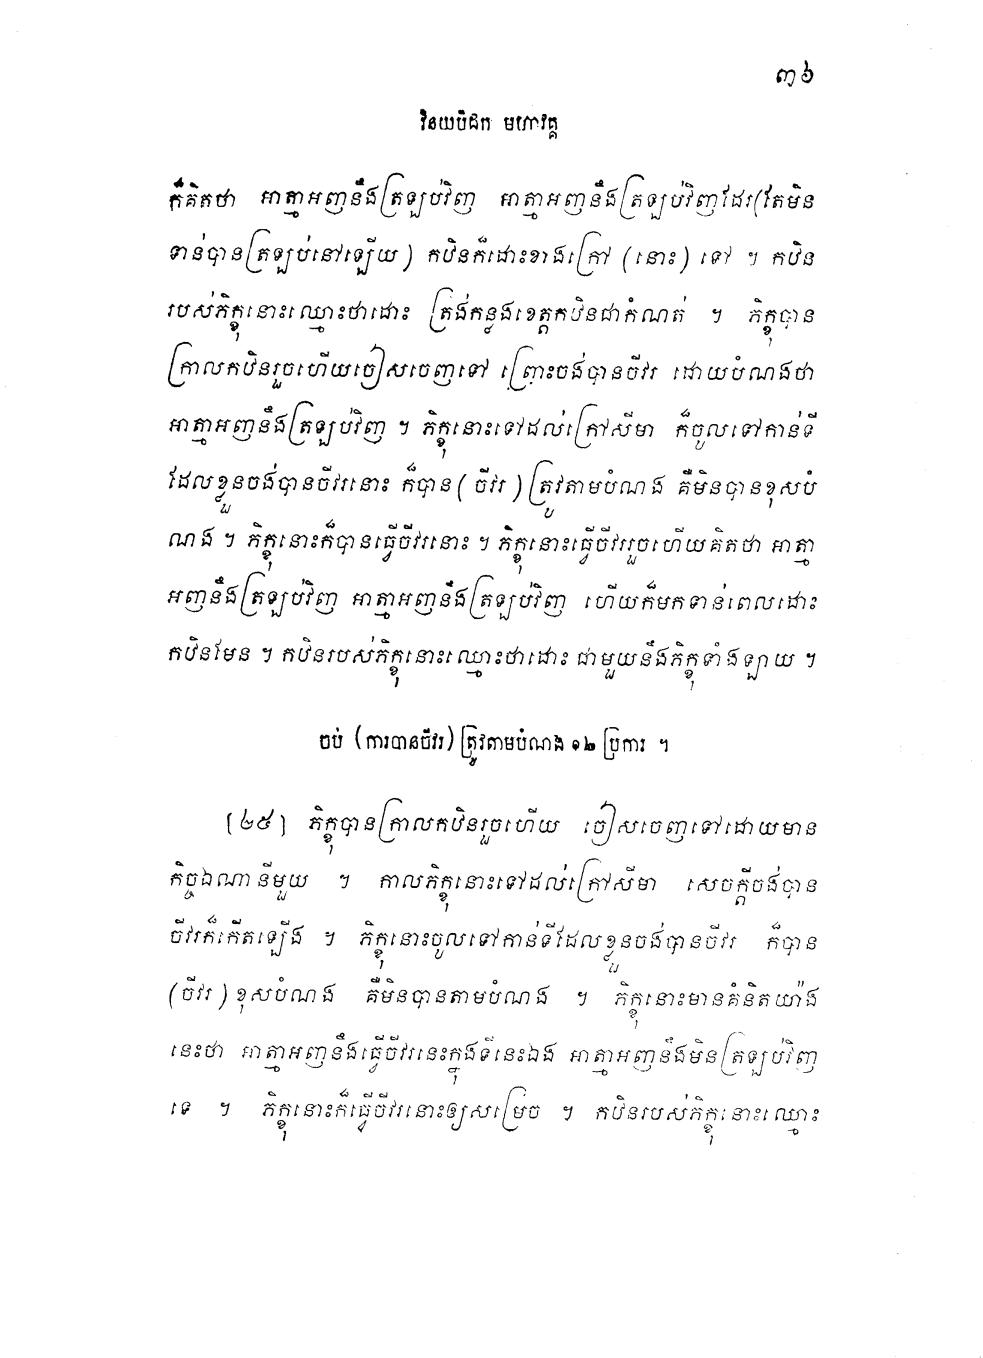 ៣៦
វិនយបិដក មហាវគ្គ
ក៏គិតថា អាត្មាអញនឹងត្រឡប់វិញ អាត្មាអញនឹងត្រឡប់វិញដែរ(តែមិន
ទាន់បានត្រឡប់នៅឡើយ) កឋិនក៏ដោះខាងក្រៅ (នោះ) ទៅ ។ កឋិន
របស់ភិក្ខុនោះឈ្មោះថាដោះ ត្រង់កន្លងខេត្តកឋិនជាកំណត់ ។ ភិក្ខុបាន
ក្រាលកឋិនរួចហើយចៀសចេញទៅ ព្រោះចង់បានចីវរ ដោយបំណងថា
អាត្មាអញនឹងត្រឡប់វិញ ។ ភិក្ខុនោះទៅដល់ក្រៅសីមា ក៏ចូលទៅកាន់ទី
ដែលខ្លួនចង់បានចីវរនោះ ក៏បាន (ចីវរ) ត្រូវតាមបំណង គឺមិនបានខុសបំ
ណង ។ ភិក្ខុនោះក៏បានធ្វើចីវរនោះ ។ ភិក្ខុនោះធ្វើចីវររួចហើយគិតថា អាត្មា
អញនឹងត្រឡប់វិញ អាត្មាអញនឹងត្រឡប់វិញ ហើយក៏មកទាន់ពេលដោះ
កឋិនមែន ។ កឋិនរបស់ភិក្ខុនោះឈ្មោះថាដោះ ជាមួយនឹងភិក្ខុទាំងឡាយ ។
ចប់ (ការបានចីវរ) ត្រូវតាមបំណង ១២ ប្រការ ។
[២៥] ភិក្ខុបានក្រាលកឋិនរួចហើយ ចៀសចេញទៅដោយមាន
កិច្ចឯណានីមួយ ។ កាលភិក្ខុនោះទៅដល់ក្រៅសីមា សេចក្តីចង់បាន
ចីវរក៏កើតឡើង ។ ភិក្ខុនោះចូលទៅកាន់ទីដែលខ្លួនចង់បានចីវរ ក៏បាន
(ចីវរ) ខុសបំណង គឺមិនបានតាមបំណង ។ ភិក្ខុនោះមានគំនិតយ៉ាង
នេះថា អាត្មាអញនឹងធ្វើចីវរនេះក្នុងទីនេះឯង អាត្មាអញនឹងមិនត្រឡប់វិញ
ទេ ។ ភិក្ខុនោះក៏ធ្វើចីវរនោះឲ្យសម្រេច ។ កឋិនរបស់ភិក្ខុនោះឈ្មោះ